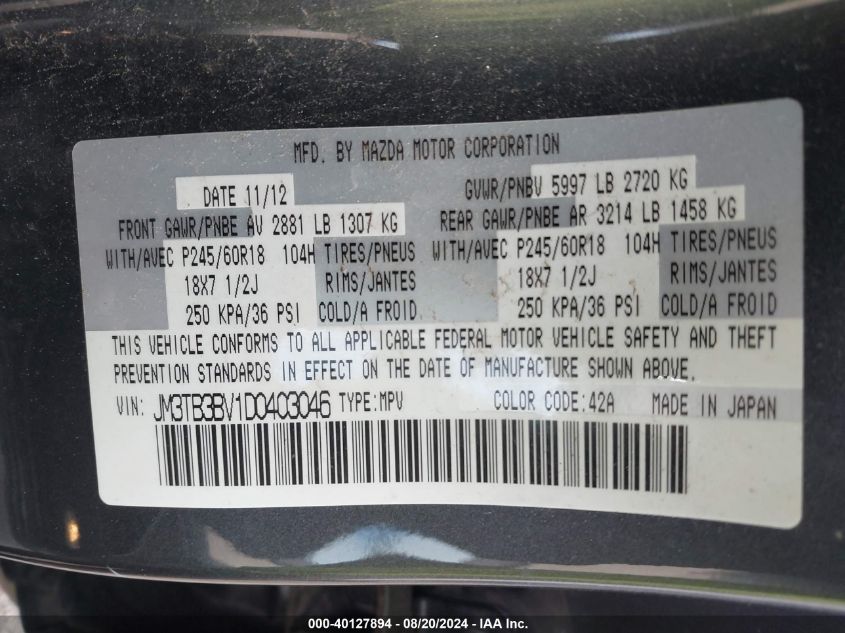 MFD. BY MAZDA MOTOR CORPORATION
DATE 11/12 GVWR/PNBV 5997 LB 2720 KG
FRONT GAWR/PNBE AV 2881 LB 1307 KG REAR GAWR/PNBE AR 3214 LB 1458 KG
WITH/AVEC P245/60R18 104H TIRES/PNEUS WITH/AVEC P245/60R18 104H TIRES/PNEUS
18X7 1/2J RIMS/JANTES 18X7 1/2J RIMS/JANTES
250 KPA/36 PSI COLD/A FROID 250 KPA/36 PSI COLD/A FROID
THIS VEHICLE CONFORMS TO ALL APPLICABLE FEDERAL MOTOR VEHICLE SAFETY AND THEFT
PREVENTION STANDARDS IN EFFECT ON THE DATE OF MANUFACTURE SHOWN ABOVE.
VIN: JM3TB3BV1D0403046 TYPE:MPV COLOR CODE:42A MADE IN JAPAN
000-40127894 - 08/20/2024 - IAA Inc.